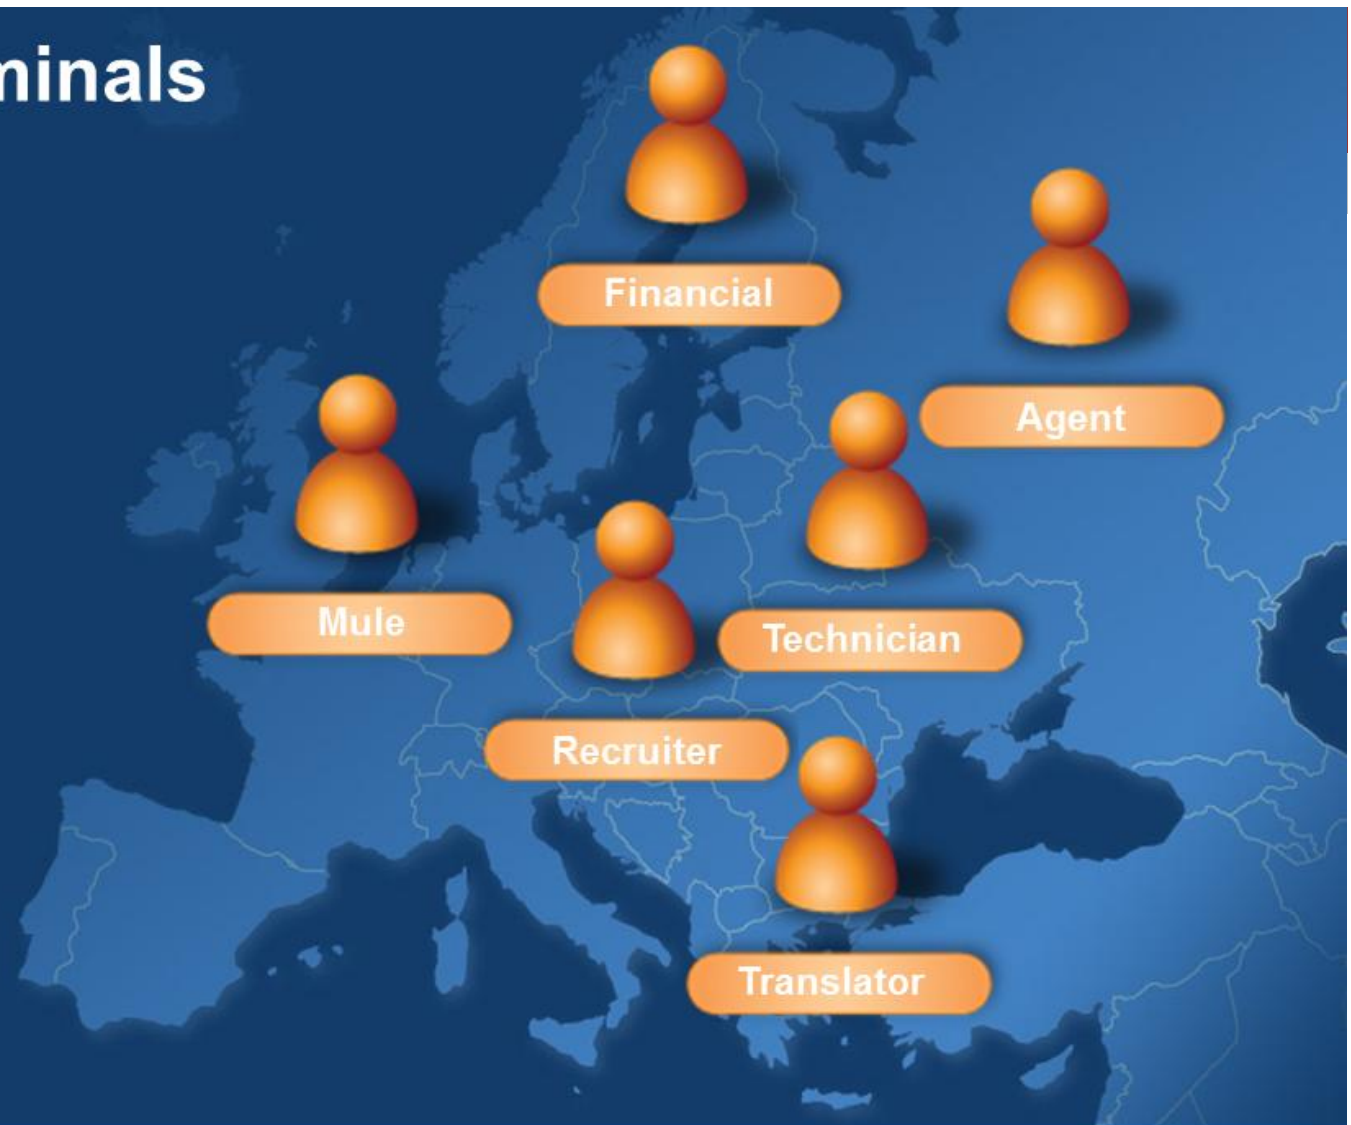 minals
Financial
Agent
Mule
Technician
Recruiter
Translator